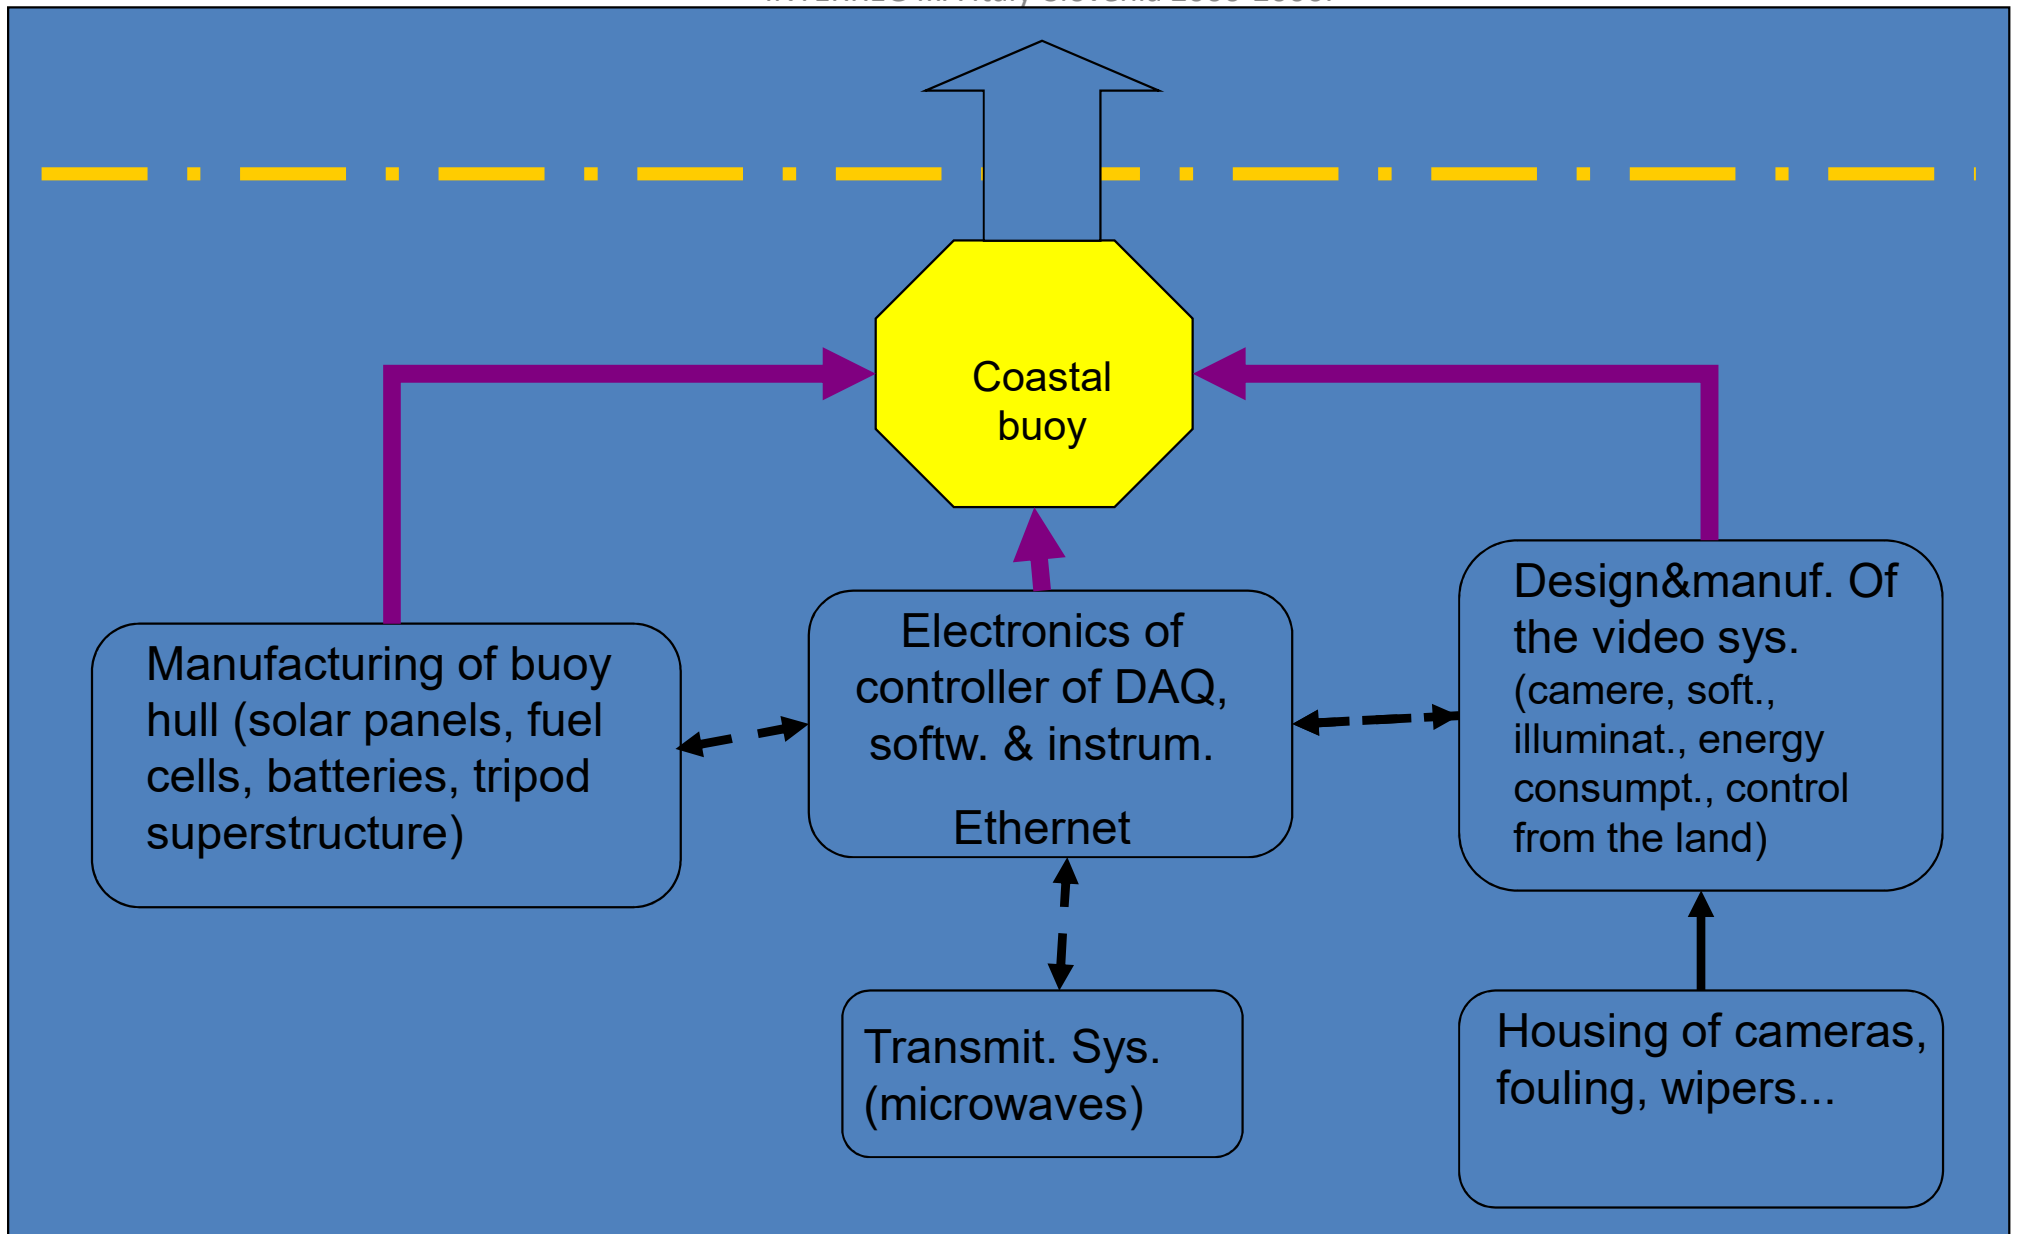 Coastal
buoy
Manufacturing of buoy
hull (solar panels, fuel
cells, batteries, tripod
superstructure)
Electronics of
controller of DAQ,
softw. & instrum.
Ethernet
Design&manuf. Of
the video sys.
(camere, soft.,
illuminat., energy
consumpt., control
from the land)
Transmit. Sys.
(microwaves)
Housing of cameras,
fouling, wipers...